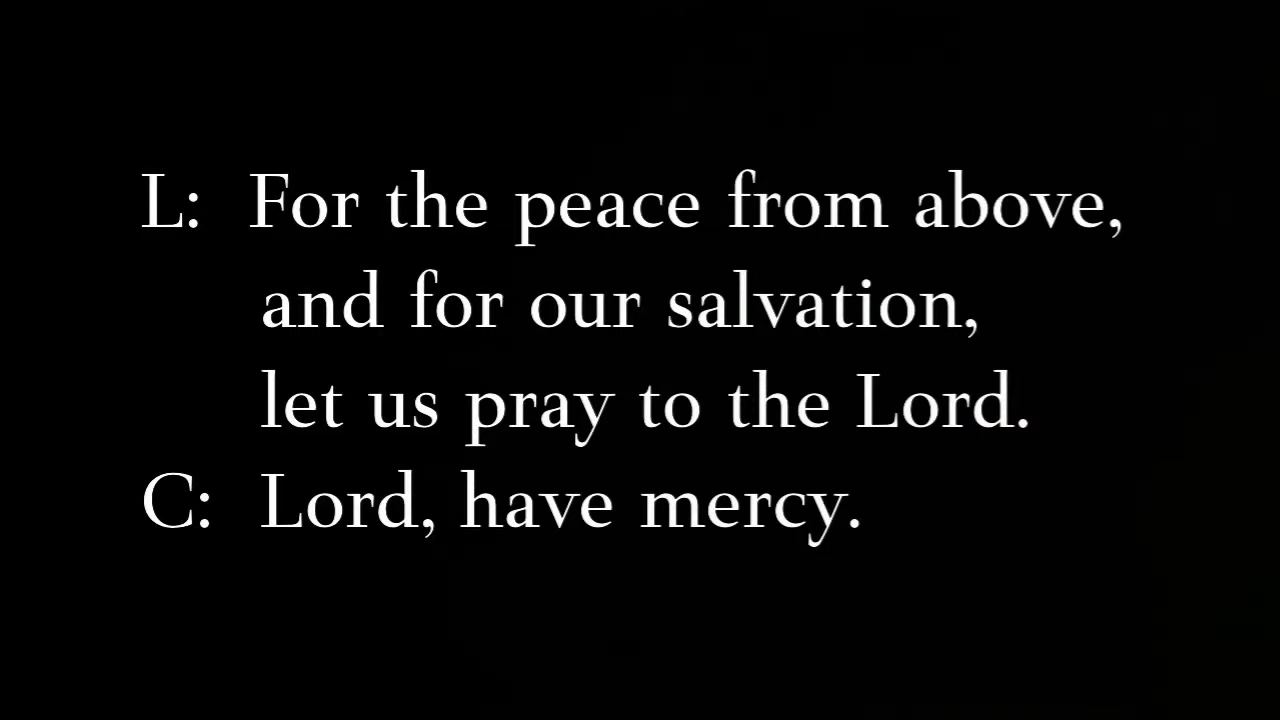 L: For the peace from above,
and for our salvation,
let us pray to the Lord.
C: Lord, have mercy.